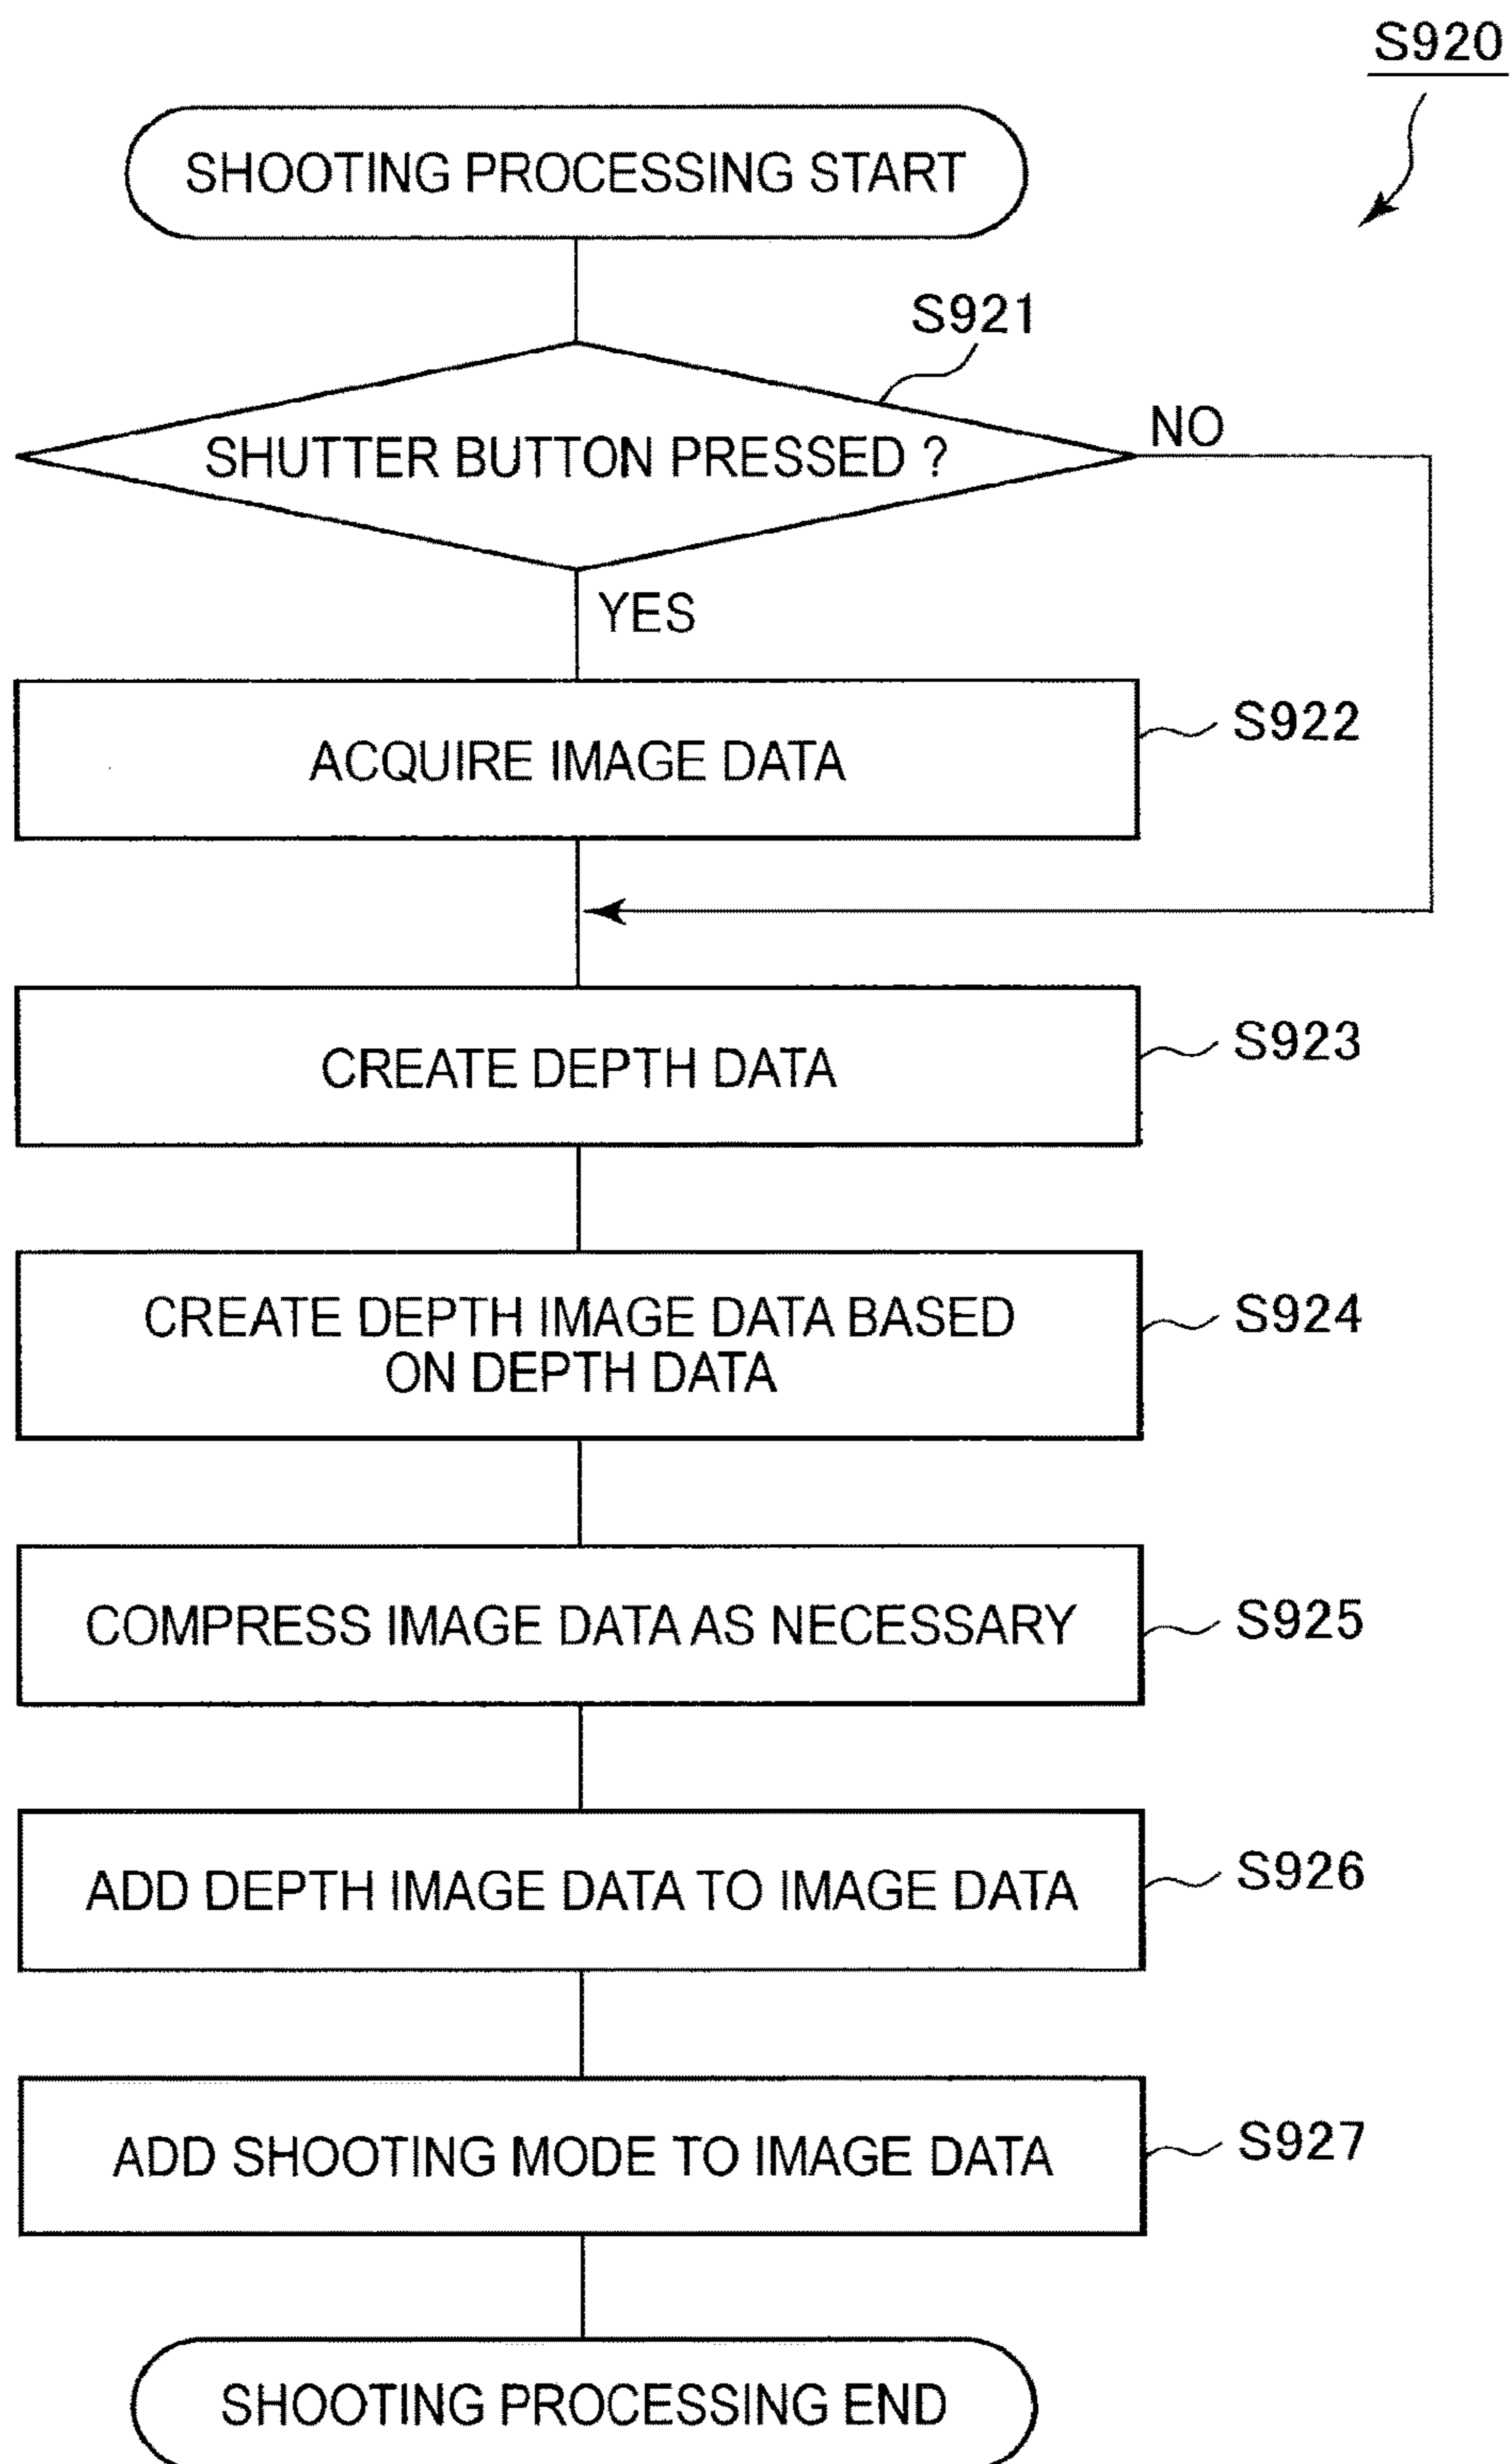 S920
SHOOTING PROCESSING START
S921
SHUTTER BUTTON PRESSED ?
NO
YES
ACQUIRE IMAGE DATA
S922
CREATE DEPTH DATA
S923
CREATE DEPTH IMAGE DATA BASED
ON DEPTH DATA
S924
COMPRESS IMAGE DATA AS NECESSARY
S925
ADD DEPTH IMAGE DATA TO IMAGE DATA
S926
ADD SHOOTING MODE TO IMAGE DATA
S927
SHOOTING PROCESSING END